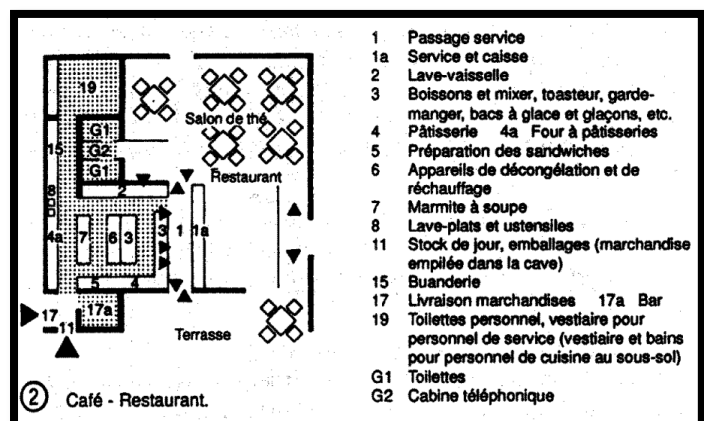 19
Salon de thé
G1
15
G2
G1
Restaurant
2
8
4a
7
6
3
3
1
1a
5
4
17
17a
11
Terrasse
2 Café - Restaurant.
1 Passage service
1a Service et caisse
2 Lave-vaisselle
3 Boissons et mixer, toasteur, garde-
manger, bacs à glace et glaçons, etc.
4 Pâtisserie 4a Four à pâtisseries
5 Préparation des sandwiches
6 Appareils de décongélation et de
réchauffage
7 Marmite à soupe
8 Lave-plats et ustensiles
11 Stock de jour, emballages (marchandise
empilée dans la cave)
15 Buanderie
17 Livraison marchandises 17a Bar
19 Toilettes personnel, vestiaire pour
personnel de service (vestiaire et bains
pour personnel de cuisine au sous-sol)
G1 Toilettes
G2 Cabine téléphonique